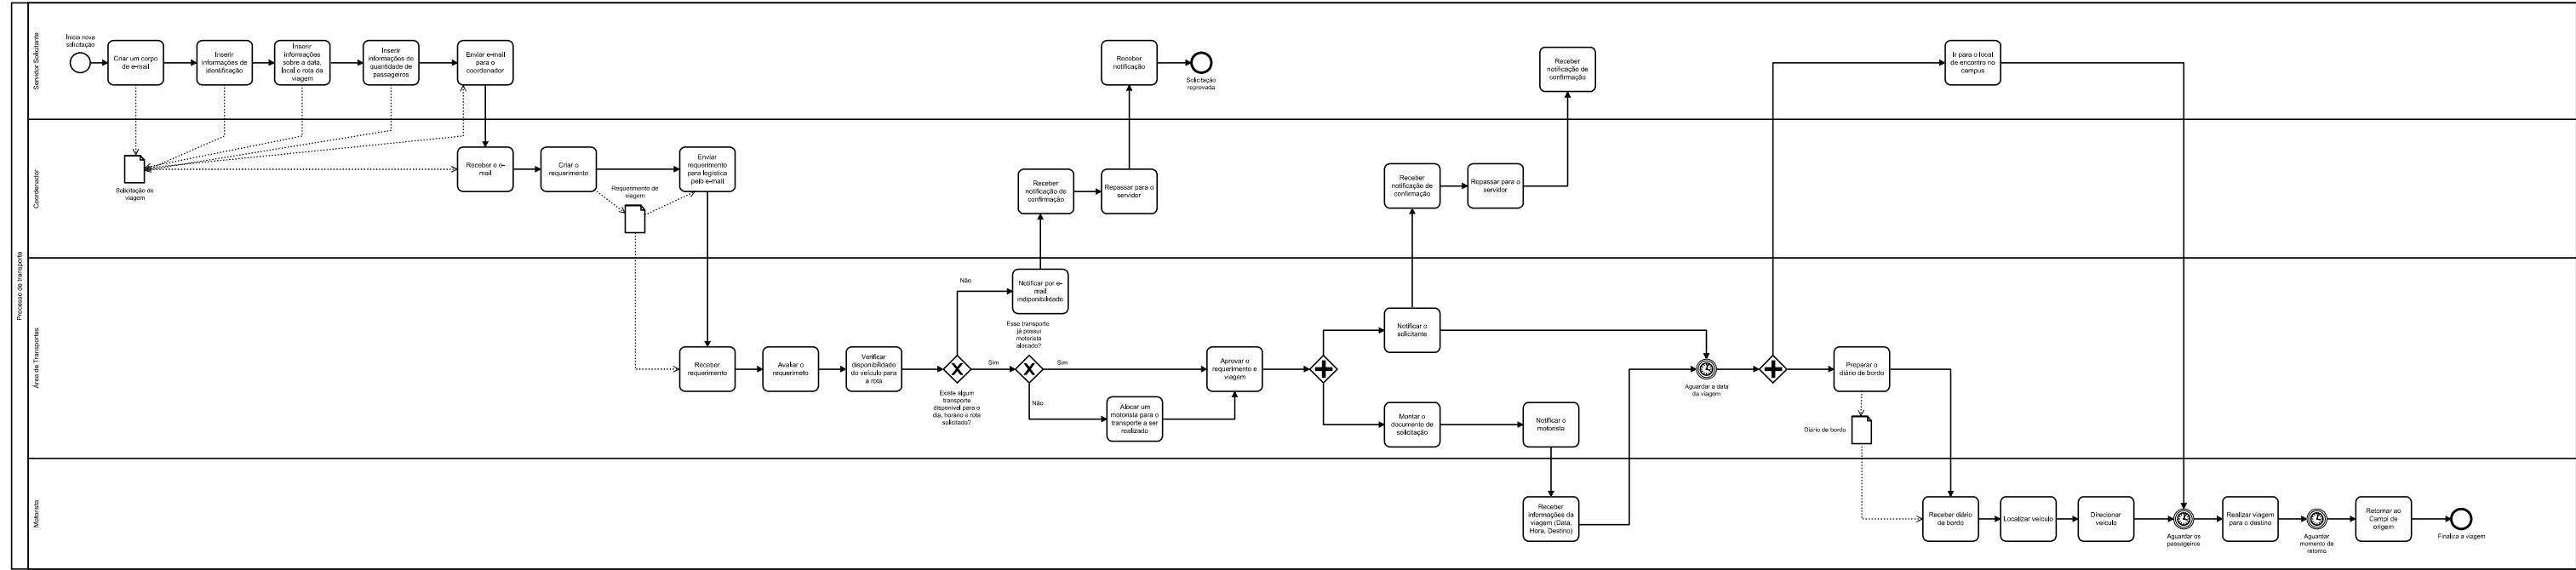 Processo de transporte
Servidor Solicitante
Inicia nova
solicitação
Criar um corpo
de e-mail
Inserir
informações de
identificação
Inserir
informações
sobre a data,
local e rota da
viagem
Inserir
informações de
quantidade de
passageiros
Enviar e-mail
para o
coordenador
Receber
notificação
Solicitação
reprovada
Receber
notificação de
confirmação
Ir para o local
de encontro no
campus
Coordenador
Solicitação de
viagem
Receber o e-
mail
Criar o
requerimento
Enviar
requerimento
para logística
pelo e-mail
Requerimento de
viagem
Receber
notificação de
confirmação
Repassar para o
servidor
Receber
notificação de
confirmação
Repassar para o
servidor
Área de Transportes
Receber
requerimento
Avaliar o
requerimeto
Verificar
disponibilidade
do veículo para
a rota
Existe algum
transporte
disponível para o
dia, horário e rota
solicitado?
Não
Notificar por e-
mail
indiponibilidade
Sim
Esse transporte
já possui
motorista
alocado?
Sim
Não
Alocar um
motorista para o
transporte a ser
realizado
Aprovar o
requerimento e
viagem
Notificar o
solicitante
Montar o
documento de
solicitação
Notificar o
motorista
Aguardar a data
da viagem
Preparar o
diário de bordo
Diário de bordo
Motorista
Receber
informações da
viagem (Data,
Hora, Destino)
Receber diário
de bordo
Localizar veículo
Direcionar
veículo
Aguardar os
passageiros
Realizar viagem
para o destino
Aguardar
momento de
retorno
Retornar ao
Campi de
origem
Finaliza a viagem